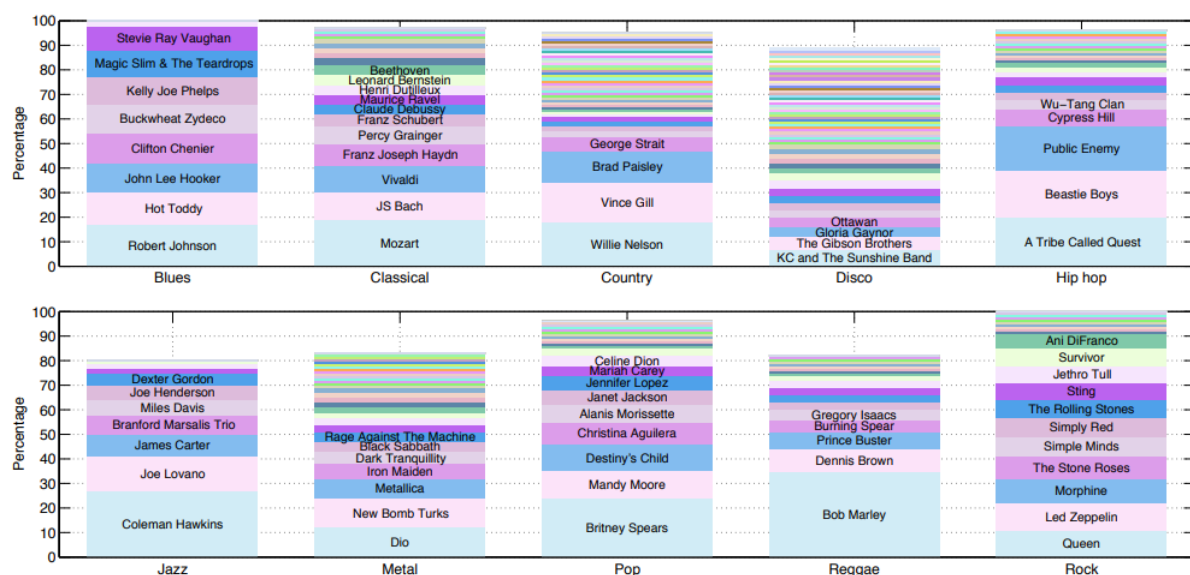 100
90
80
70
60
50
40
30
20
10
0
Percentage
Stevie Ray Vaughan
Magic Slim & The Teardrops
Kelly Joe Phelps
Buckwheat Zydeco
Clifton Chenier
John Lee Hooker
Hot Toddy
Robert Johnson
Blues
Beethoven
Leonard Bernstein
Henri Dutilleux
Maurice Ravel
Claude Debussy
Franz Schubert
Percy Grainger
Franz Joseph Haydn
Vivaldi
JS Bach
Mozart
Classical
George Strait
Brad Paisley
Vince Gill
Willie Nelson
Country
Ottawan
Gloria Gaynor
The Gibson Brothers
KC and The Sunshine Band
Disco
Wu-Tang Clan
Cypress Hill
Public Enemy
Beastie Boys
A Tribe Called Quest
Hip hop
100
90
80
70
60
50
40
30
20
10
0
Percentage
Dexter Gordon
Joe Henderson
Miles Davis
Branford Marsalis Trio
James Carter
Joe Lovano
Coleman Hawkins
Jazz
Rage Against The Machine
Black Sabbath
Dark Tranquillity
Iron Maiden
Metallica
New Bomb Turks
Dio
Metal
Celine Dion
Mariah Carey
Jennifer Lopez
Janet Jackson
Alanis Morissette
Christina Aguilera
Destiny's Child
Mandy Moore
Britney Spears
Pop
Gregory Isaacs
Burning Spear
Prince Buster
Dennis Brown
Bob Marley
Reggae
Ani DiFranco
Survivor
Jethro Tull
Sting
The Rolling Stones
Simply Red
Simple Minds
The Stone Roses
Morphine
Led Zeppelin
Queen
Rock